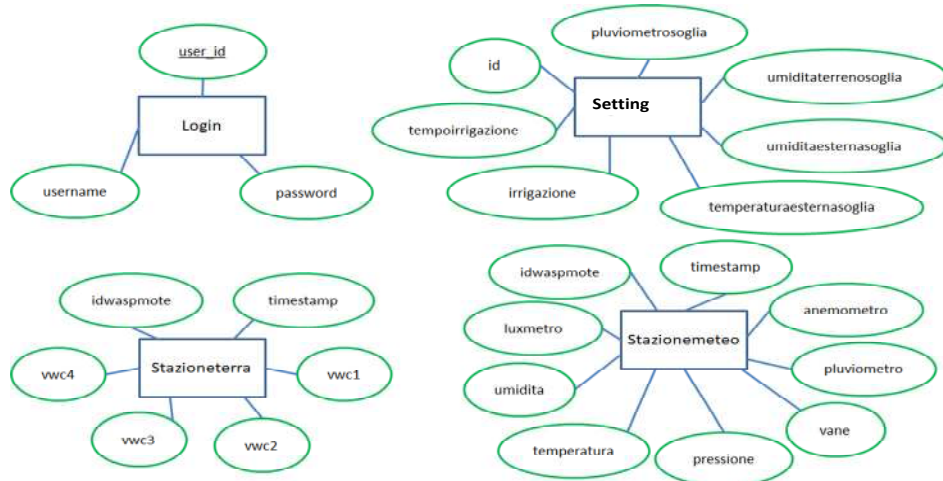 user_id
Login
username
password
pluviometrosoglia
id
umiditaterrenosoglia
Setting
tempoirrigazione
umiditaesternasoglia
irrigazione
temperaturaesternasoglia
idwaspmote
timestamp
Stazioneterra
vwc4
vwc1
vwc3
vwc2
idwaspmote
timestamp
luxmetro
anemometro
Stazionemeteo
umidita
pluviometro
vane
temperatura
pressione